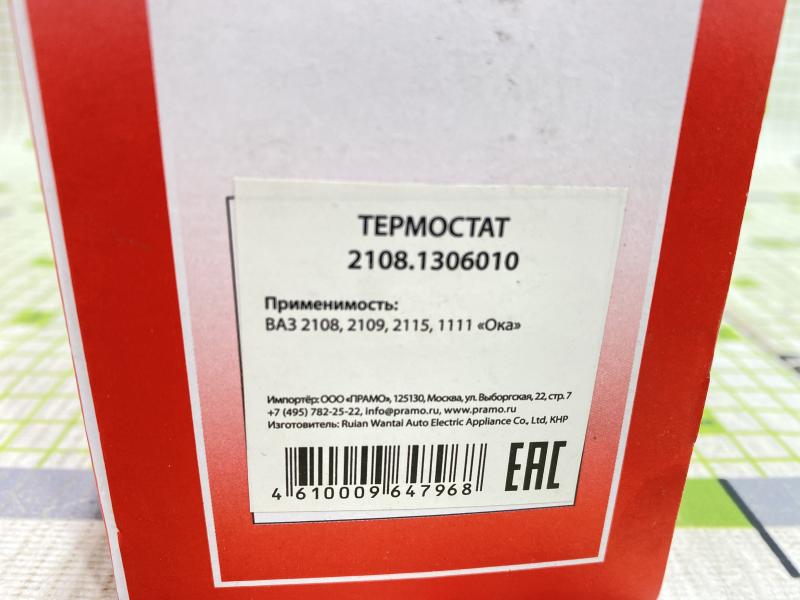 ТЕРМОСТАТ
2108.1306010
Применимость:
ВАЗ 2108, 2109, 2115, 1111 «Ока»
Импортёр: ООО «ПРАМО», 125130, Москва, ул. Выборгская, 22, стр. 7
+7 (495) 782-25-22, info@pramo.ru, www.pramo.ru
Изготовитель: Ruian Wantai Auto Electric Appliance Co., Ltd, КНР
4 610009 647968
EAC